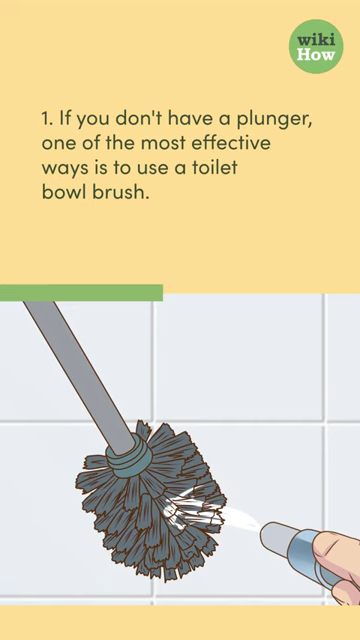 wiki
How
1. If you don't have a plunger,
one of the most effective
ways is to use a toilet
bowl brush.